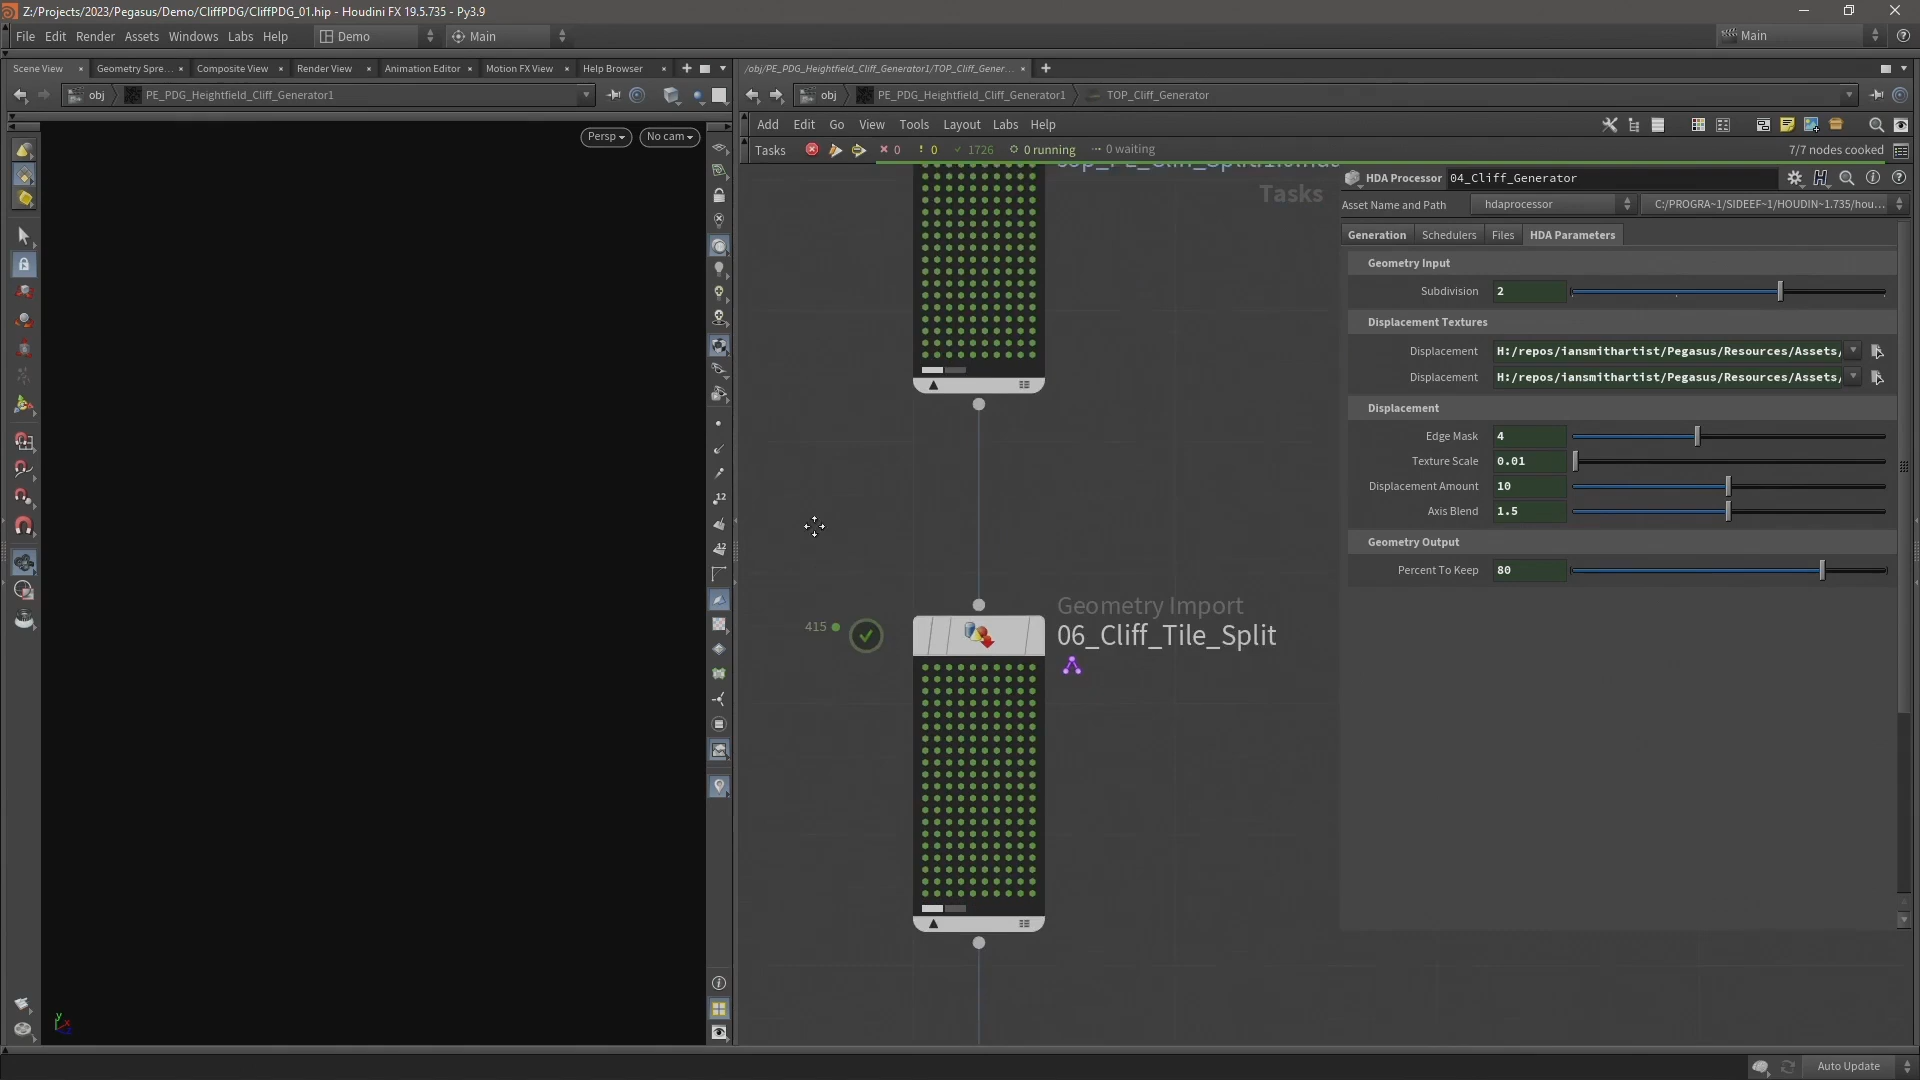 Z:/Projects/2023/Pegasus/Demo/CliffPDG/CliffPDG_01.hip - Houdini FX 19.5.735 - Py3.9
File Edit Render Assets Windows Labs Help Demo Main Main
Scene View Geometry Spre... Composite View Render View Animation Editor Motion FX View Help Browser
/obj/PE_PDG_Heightfield_Cliff_Generator1/TOP_Cliff_Gener...
obj PE_PDG_Heightfield_Cliff_Generator1
obj PE_PDG_Heightfield_Cliff_Generator1 TOP_Cliff_Generator
Add Edit Go View Tools Layout Labs Help
Persp No cam
Tasks 0 0 1726 0 running 0 waiting 7/7 nodes cooked
Tasks
HDA Processor 04_Cliff_Generator
Asset Name and Path hdaprocessor C:/PROGRA~1/SIDEEF~1/HOUDIN~1.735/hou...
Generation Schedulers Files HDA Parameters
Geometry Input
Subdivision 2
Displacement Textures
Displacement H:/repos/iansmithartist/Pegasus/Resources/Assets,
Displacement H:/repos/iansmithartist/Pegasus/Resources/Assets,
Displacement
Edge Mask 4
Texture Scale 0.01
Displacement Amount 10
Axis Blend 1.5
Geometry Output
Percent To Keep 80
12
12
Geometry Import
415 06_Cliff_Tile_Split
y
Auto Update